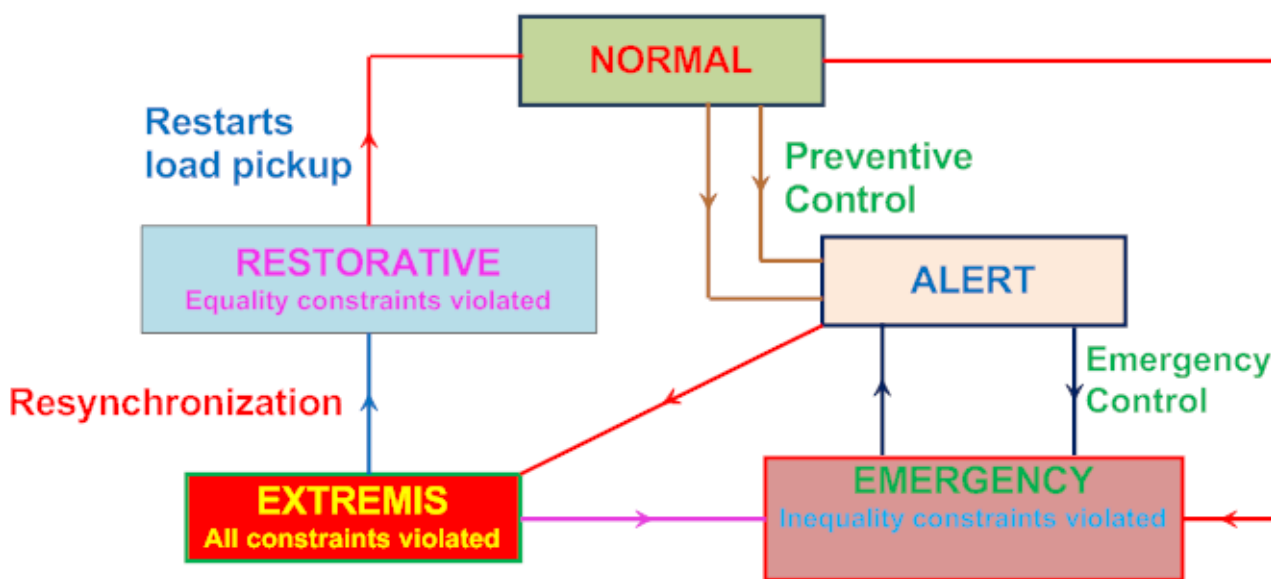 NORMAL
Restarts
load pickup
Preventive
Control
RESTORATIVE
Equality constraints violated
ALERT
Resynchronization
Emergency
Control
EXTREMIS
All constraints violated
EMERGENCY
Inequality constraints violated